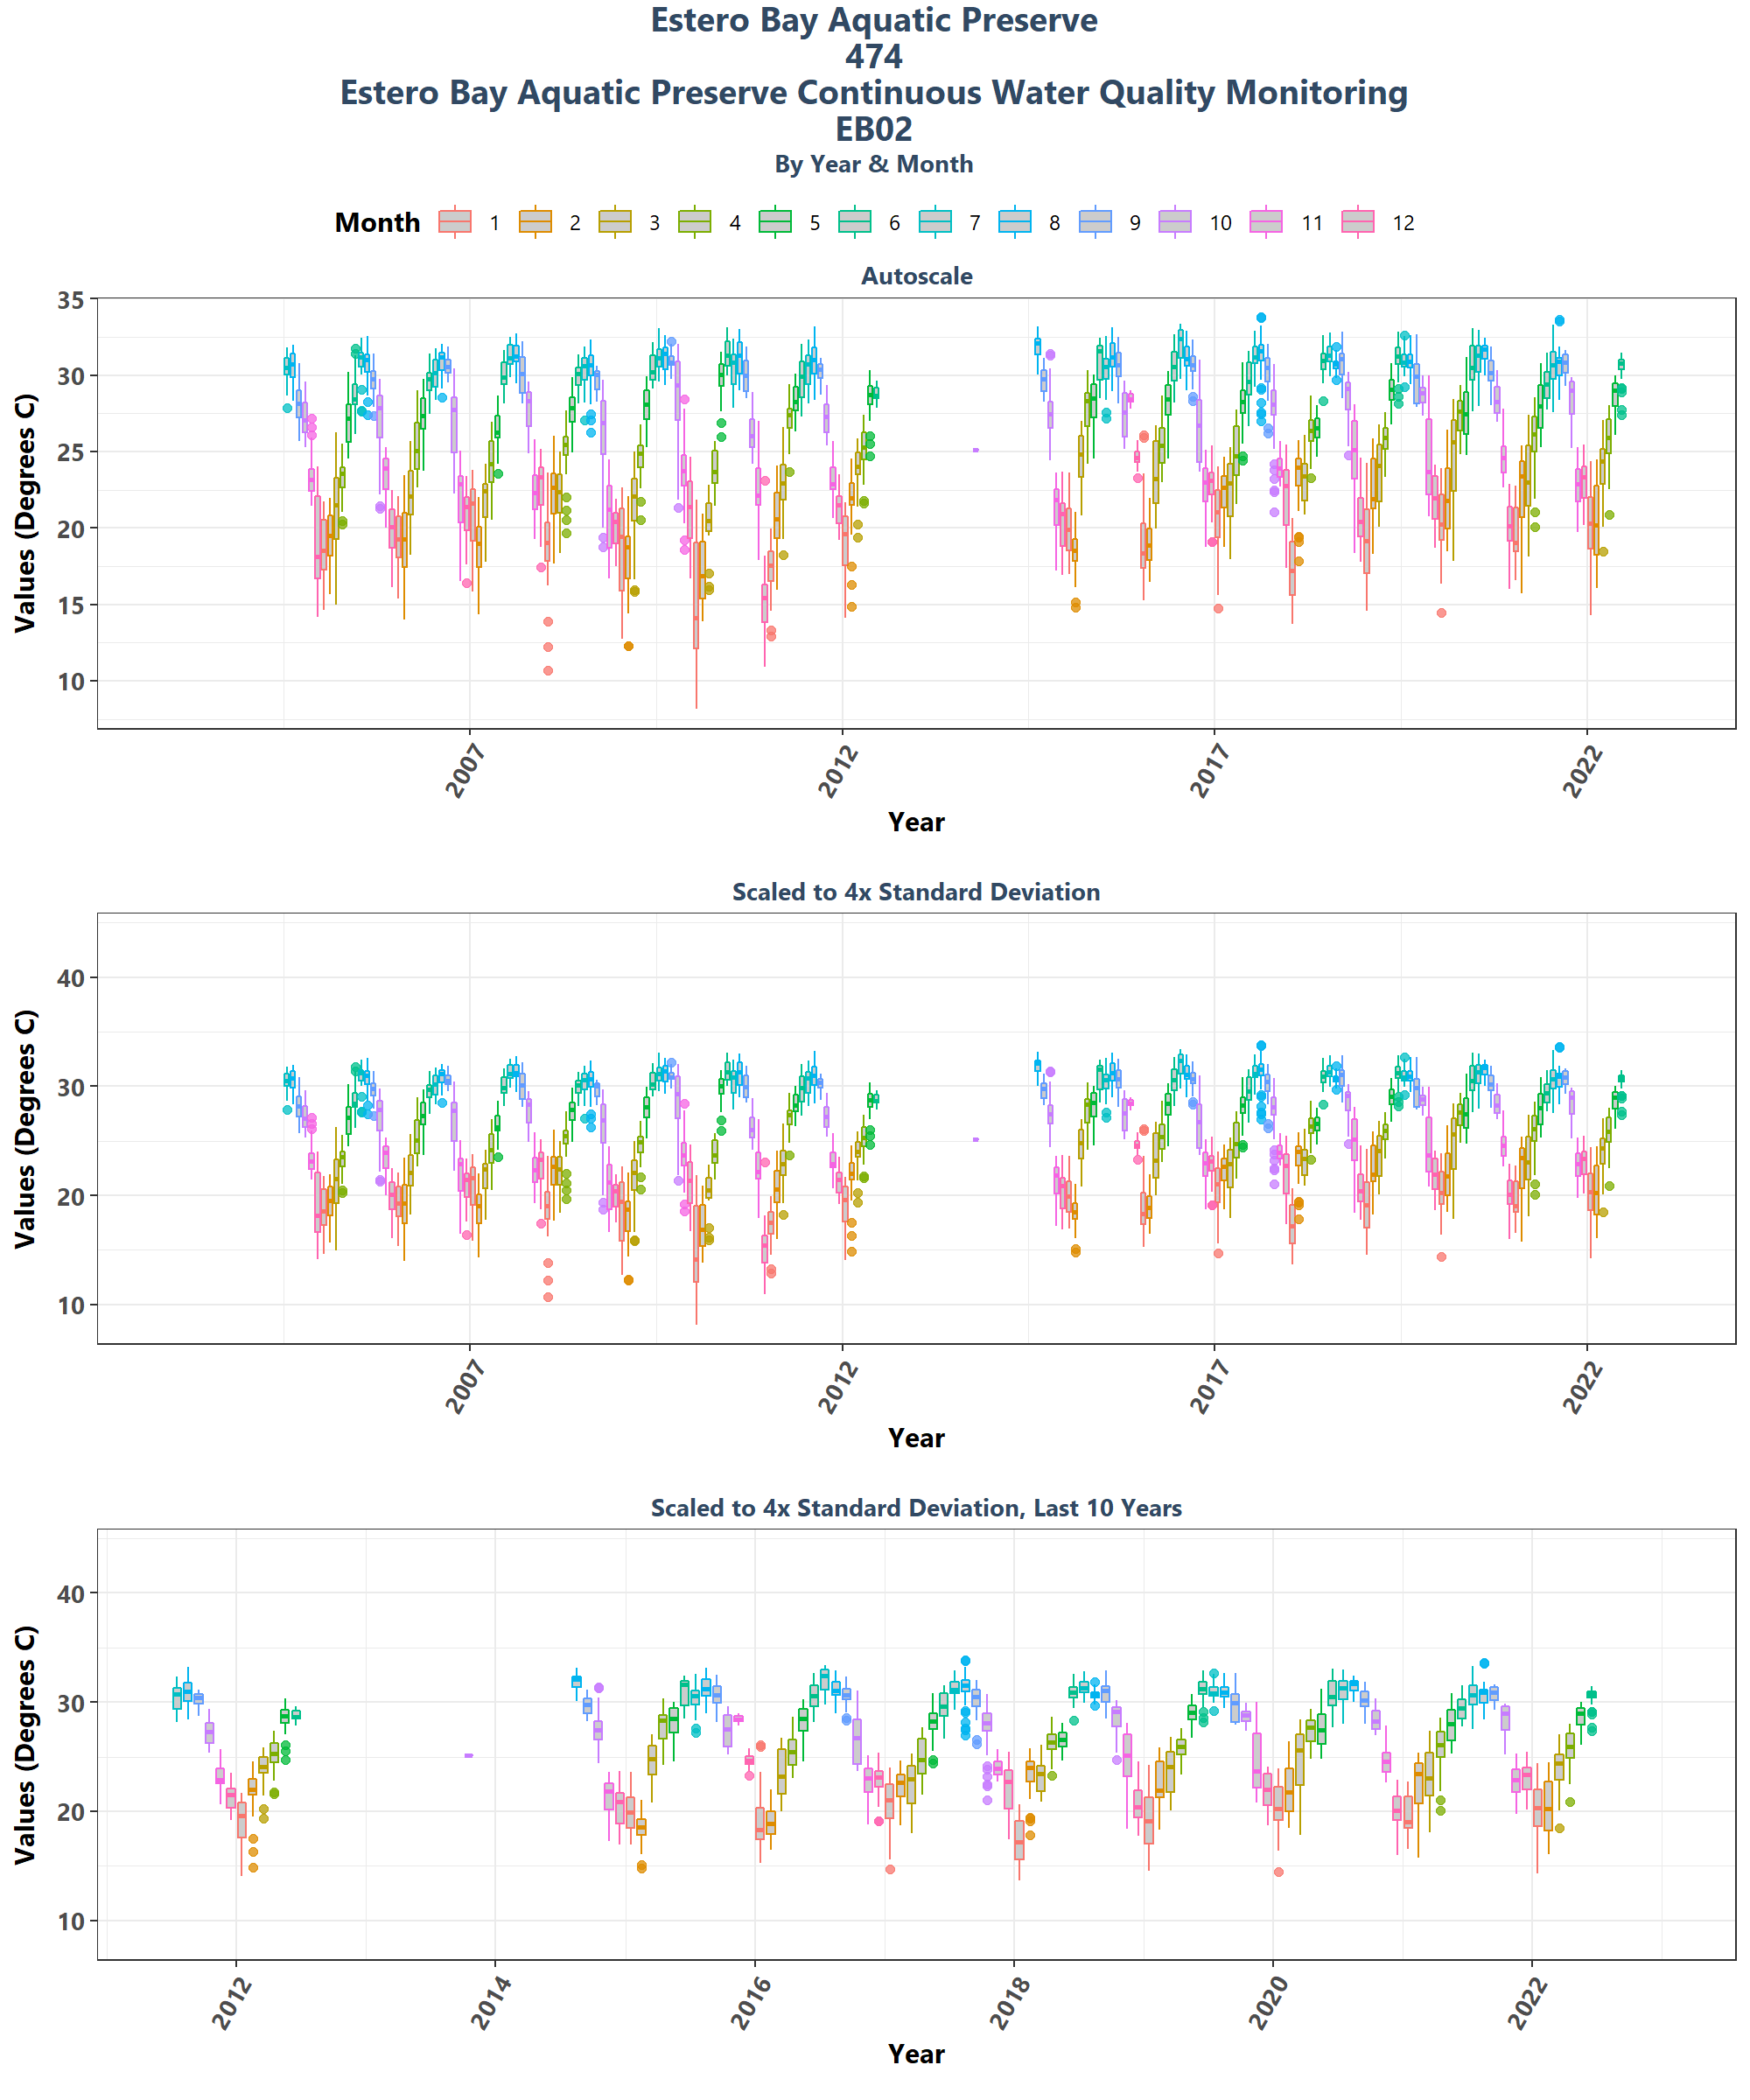 Estero Bay Aquatic Preserve
474
Estero Bay Aquatic Preserve Continuous Water Quality Monitoring
EB02
By Year & Month
Month 1 2 3 4 5 6 7 8 9 10 11 12
Autoscale
Values (Degrees C)
35
30
25
20
15
10
2007 2012 2017 2022
Year
Scaled to 4x Standard Deviation
Values (Degrees C)
40
30
20
10
2007 2012 2017 2022
Year
Scaled to 4x Standard Deviation, Last 10 Years
Values (Degrees C)
40
30
20
10
2012 2014 2016 2018 2020 2022
Year